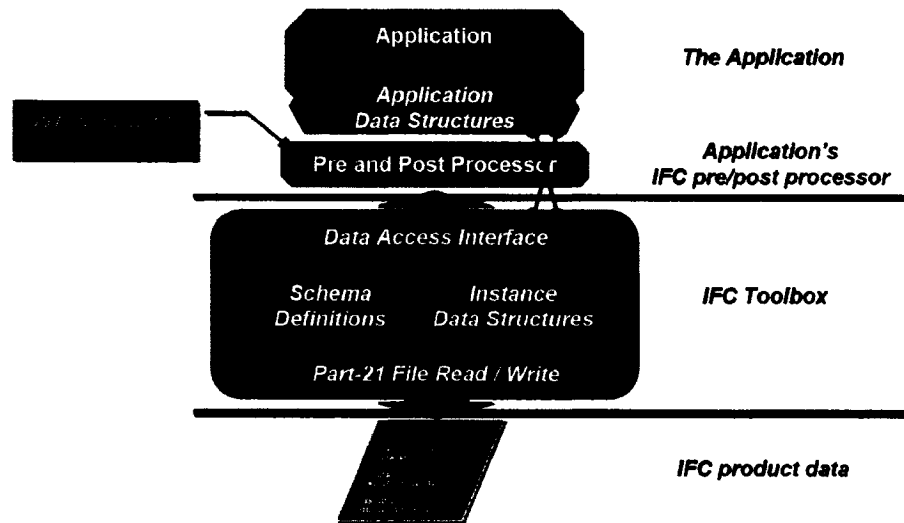 Application
The Application
Application
Data Structures
Pre and Post Processor
Application's
IFC pre/post processor
Data Access Interface
Schema
Definitions
Instance
Data Structures
IFC Toolbox
Part-21 File Read / Write
IFC product data